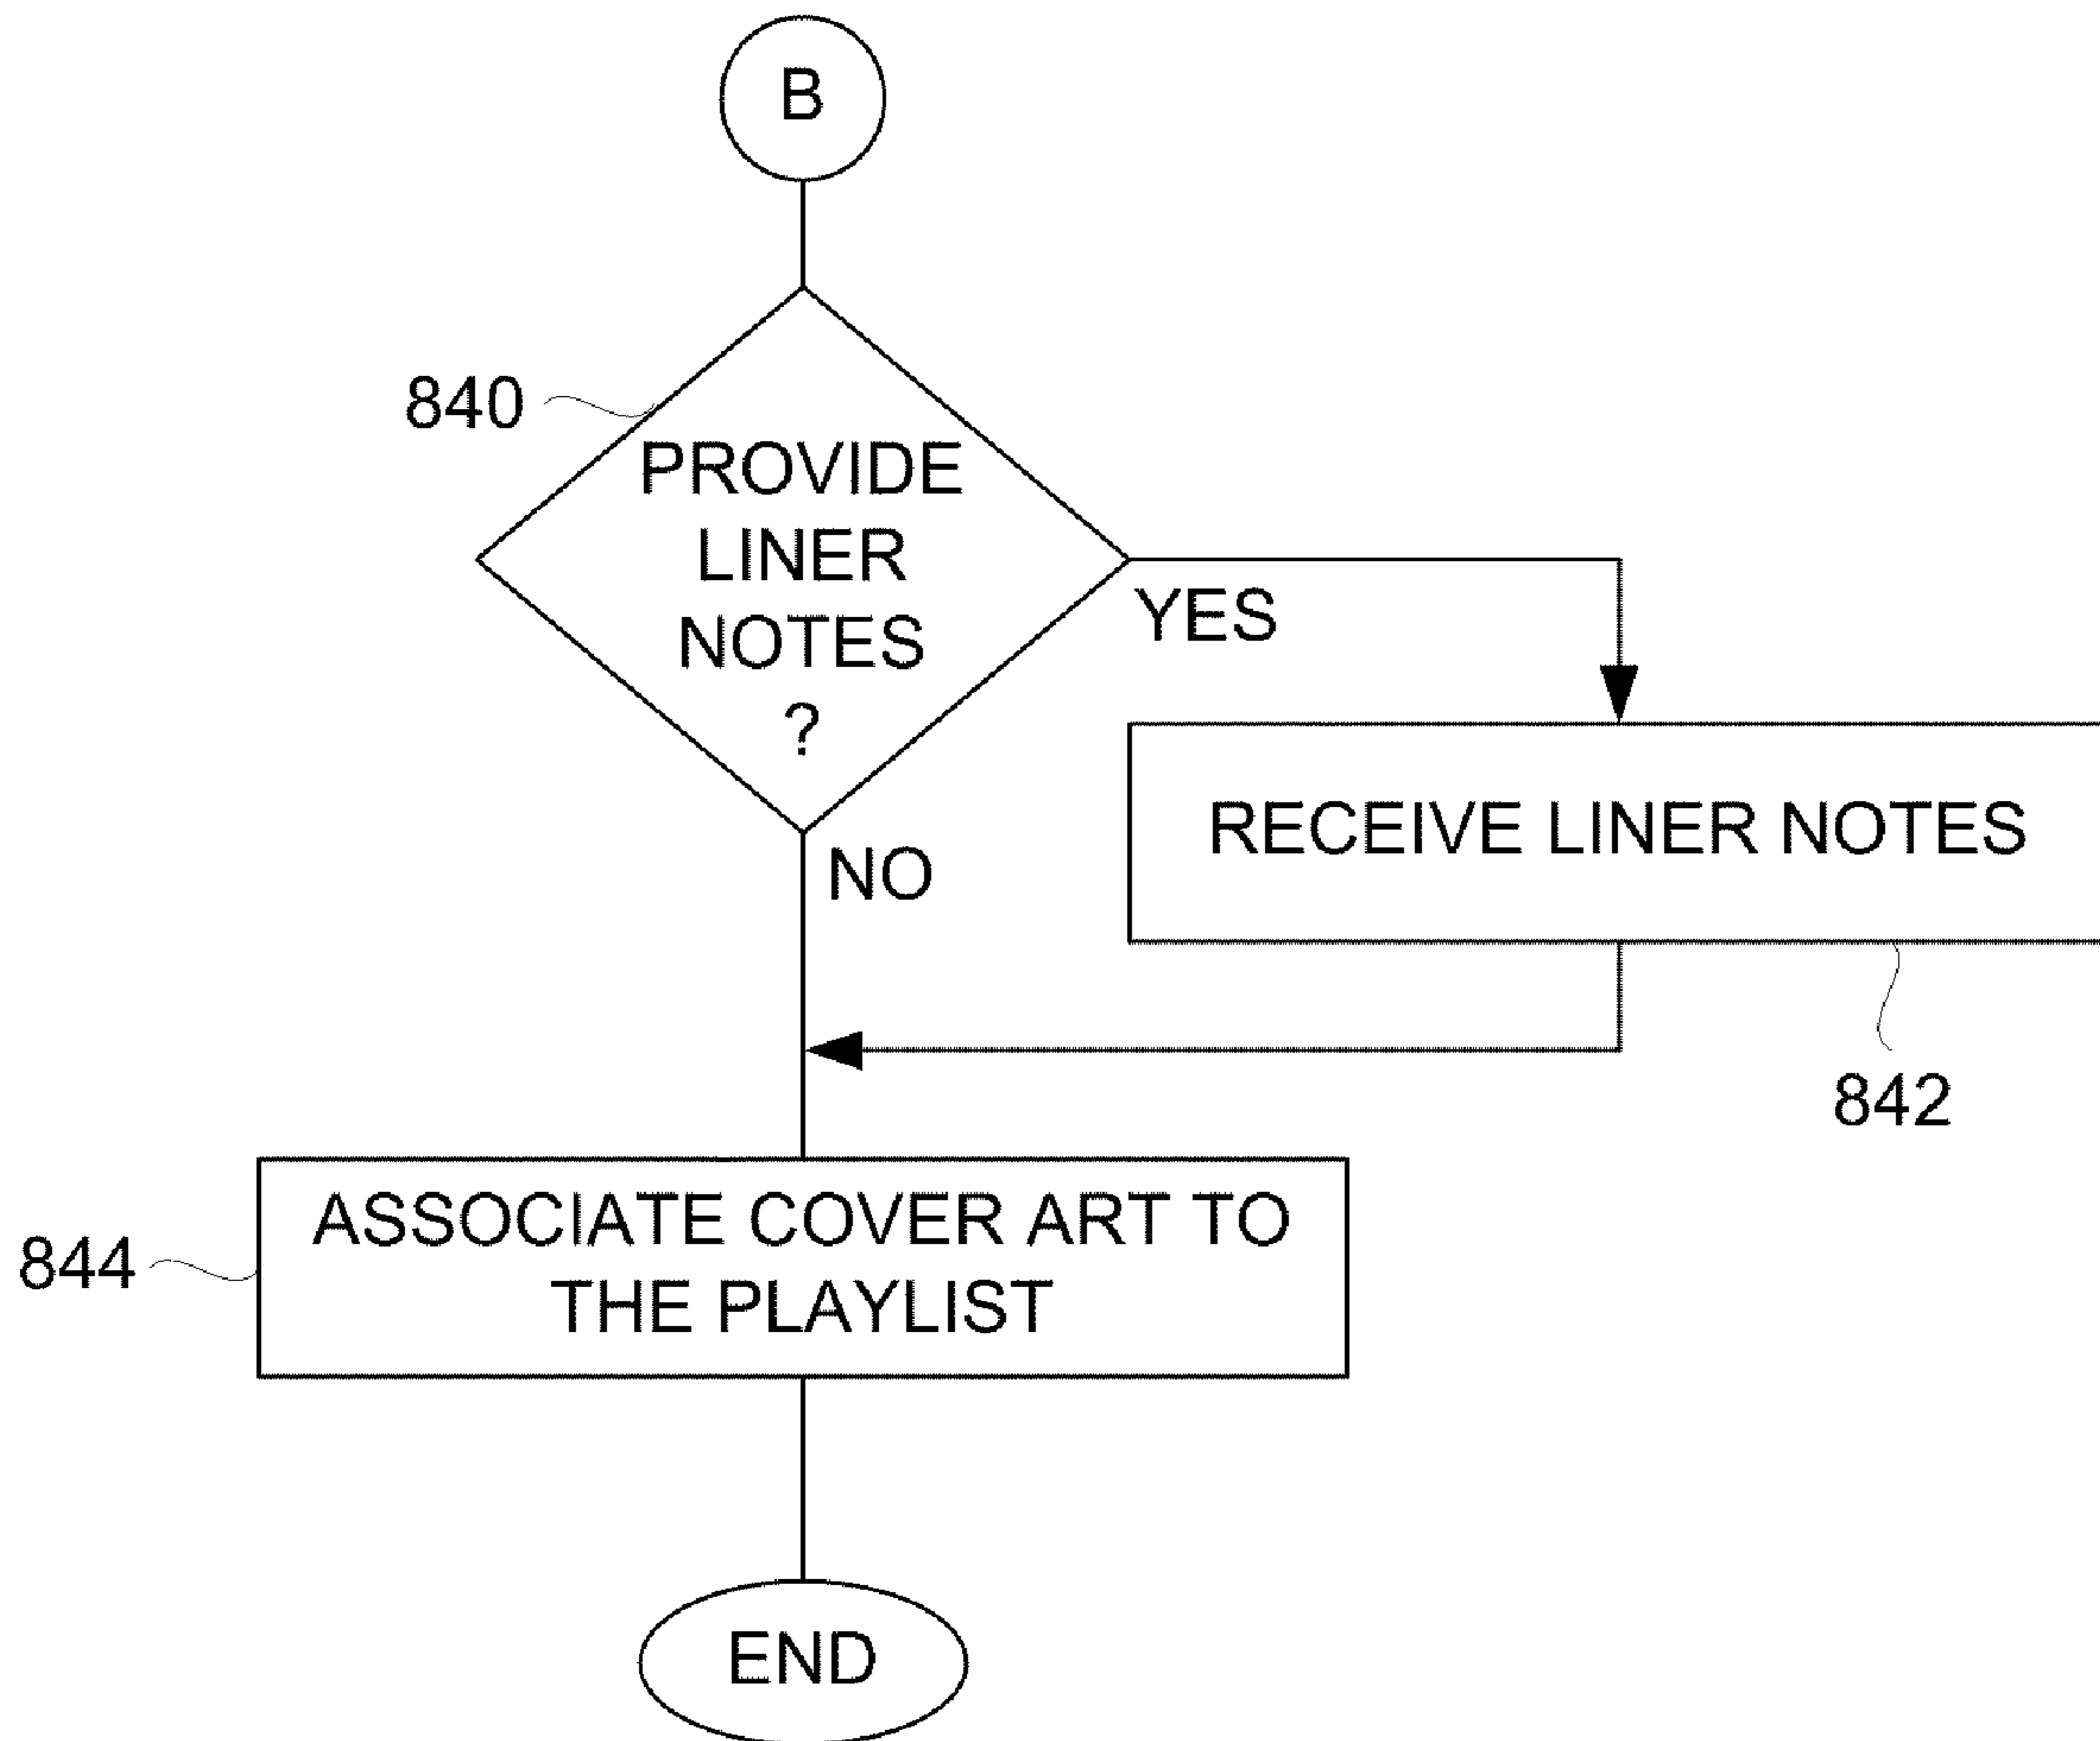 B
840
PROVIDE
LINER
NOTES
?
YES
RECEIVE LINER NOTES
NO
842
ASSOCIATE COVER ART TO
THE PLAYLIST
844
END